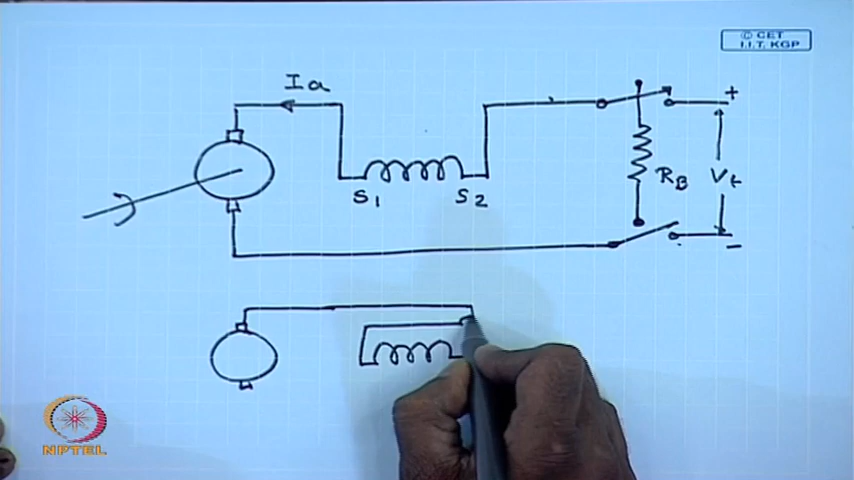 © CET
I.I.T. KGP
Ia
+
S1 S2
RB Vt
-
NPTEL